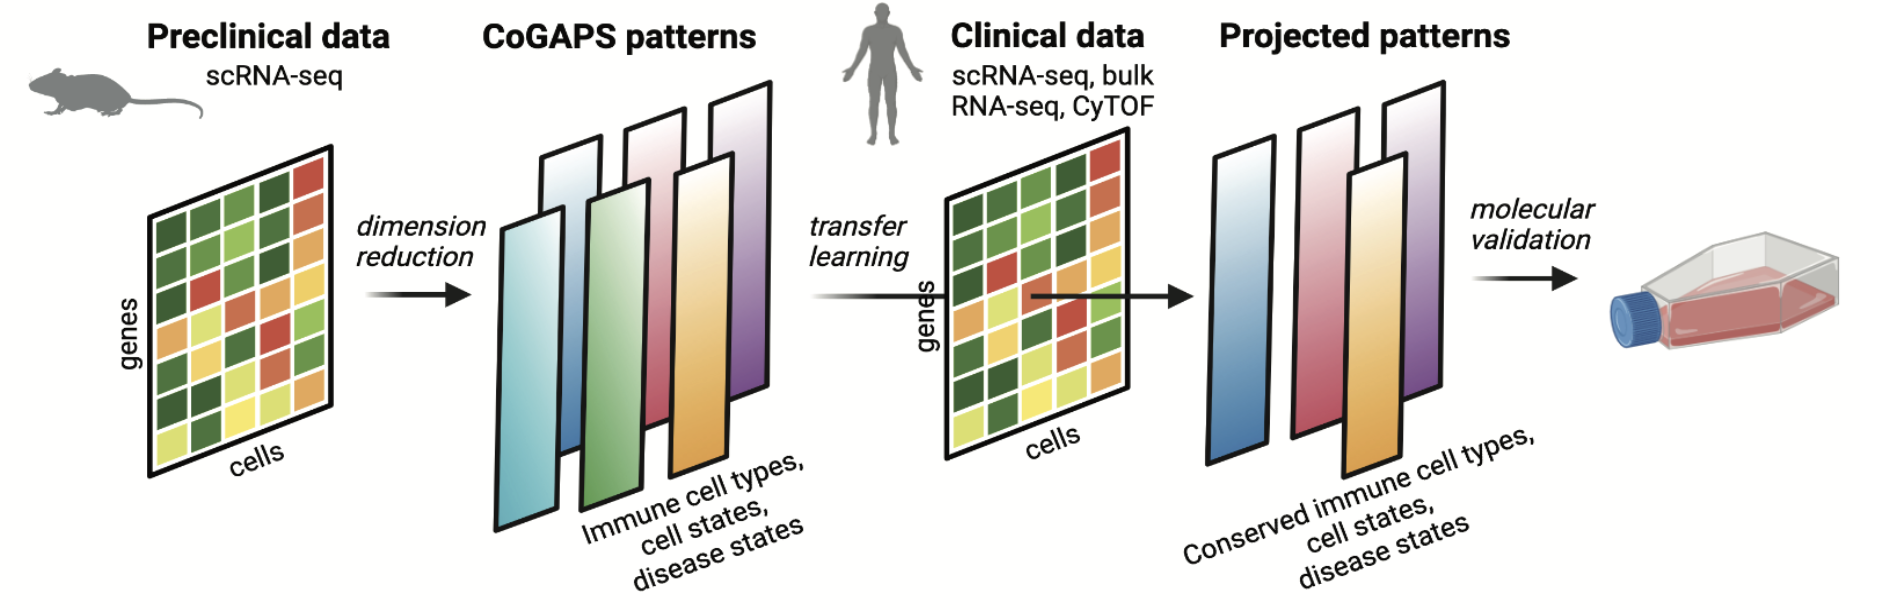 Preclinical data
scRNA-seq
genes
cells
dimension
reduction
CoGAPS patterns
Immune cell types,
cell states,
disease states
transfer
learning
Clinical data
scRNA-seq, bulk
RNA-seq, CyTOF
genes
cells
Projected patterns
Conserved immune cell types,
cell states,
disease states
molecular
validation